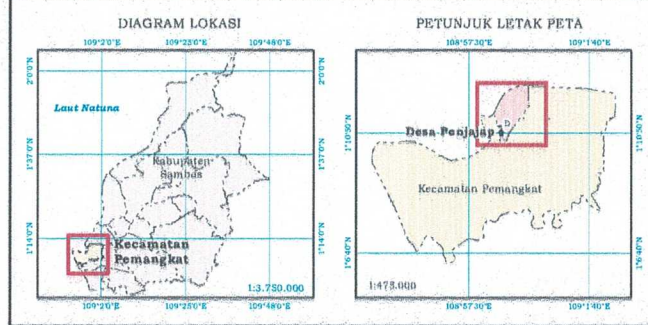 DIAGRAM LOKASI
109°2'0"E 109°25'0"E 109°48'0"E
2°0'0"N 2°0'0"N
Laut Natuna
1°37'0"N 1°37'0"N
Kabupaten
Sambas
1°14'0"N 1°14'0"N
Kecamatan
Pemangkat
1:3.750.000
109°2'0"E 109°25'0"E 109°48'0"E
PETUNJUK LETAK PETA
108°57'30"E 109°1'40"E
D
Desa Penjajap
1°10'50"N 1°10'50"N
Kecamatan Pemangkat
1°6'40"N 1°6'40"N
1:475.000
108°57'30"E 109°1'40"E